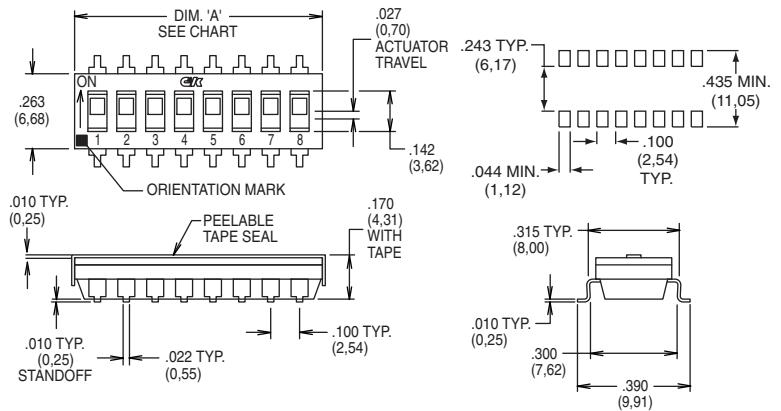 DIM. 'A'
SEE CHART
.027
(0,70)
ACTUATOR
TRAVEL
ON
CK
.263
(6,68)
1 2 3 4 5 6 7 8
.142
(3,62)
ORIENTATION MARK
.243 TYP.
(6,17)
.435 MIN.
(11,05)
.100
(2,54)
TYP.
.044 MIN.
(1,12)
.010 TYP.
(0,25)
PEELABLE
TAPE SEAL
.170
(4,31)
WITH
TAPE
.010 TYP.
(0,25)
STANDOFF
.022 TYP.
(0,55)
.100 TYP.
(2,54)
.315 TYP.
(8,00)
.010 TYP.
(0,25)
.300
(7,62)
.390
(9,91)